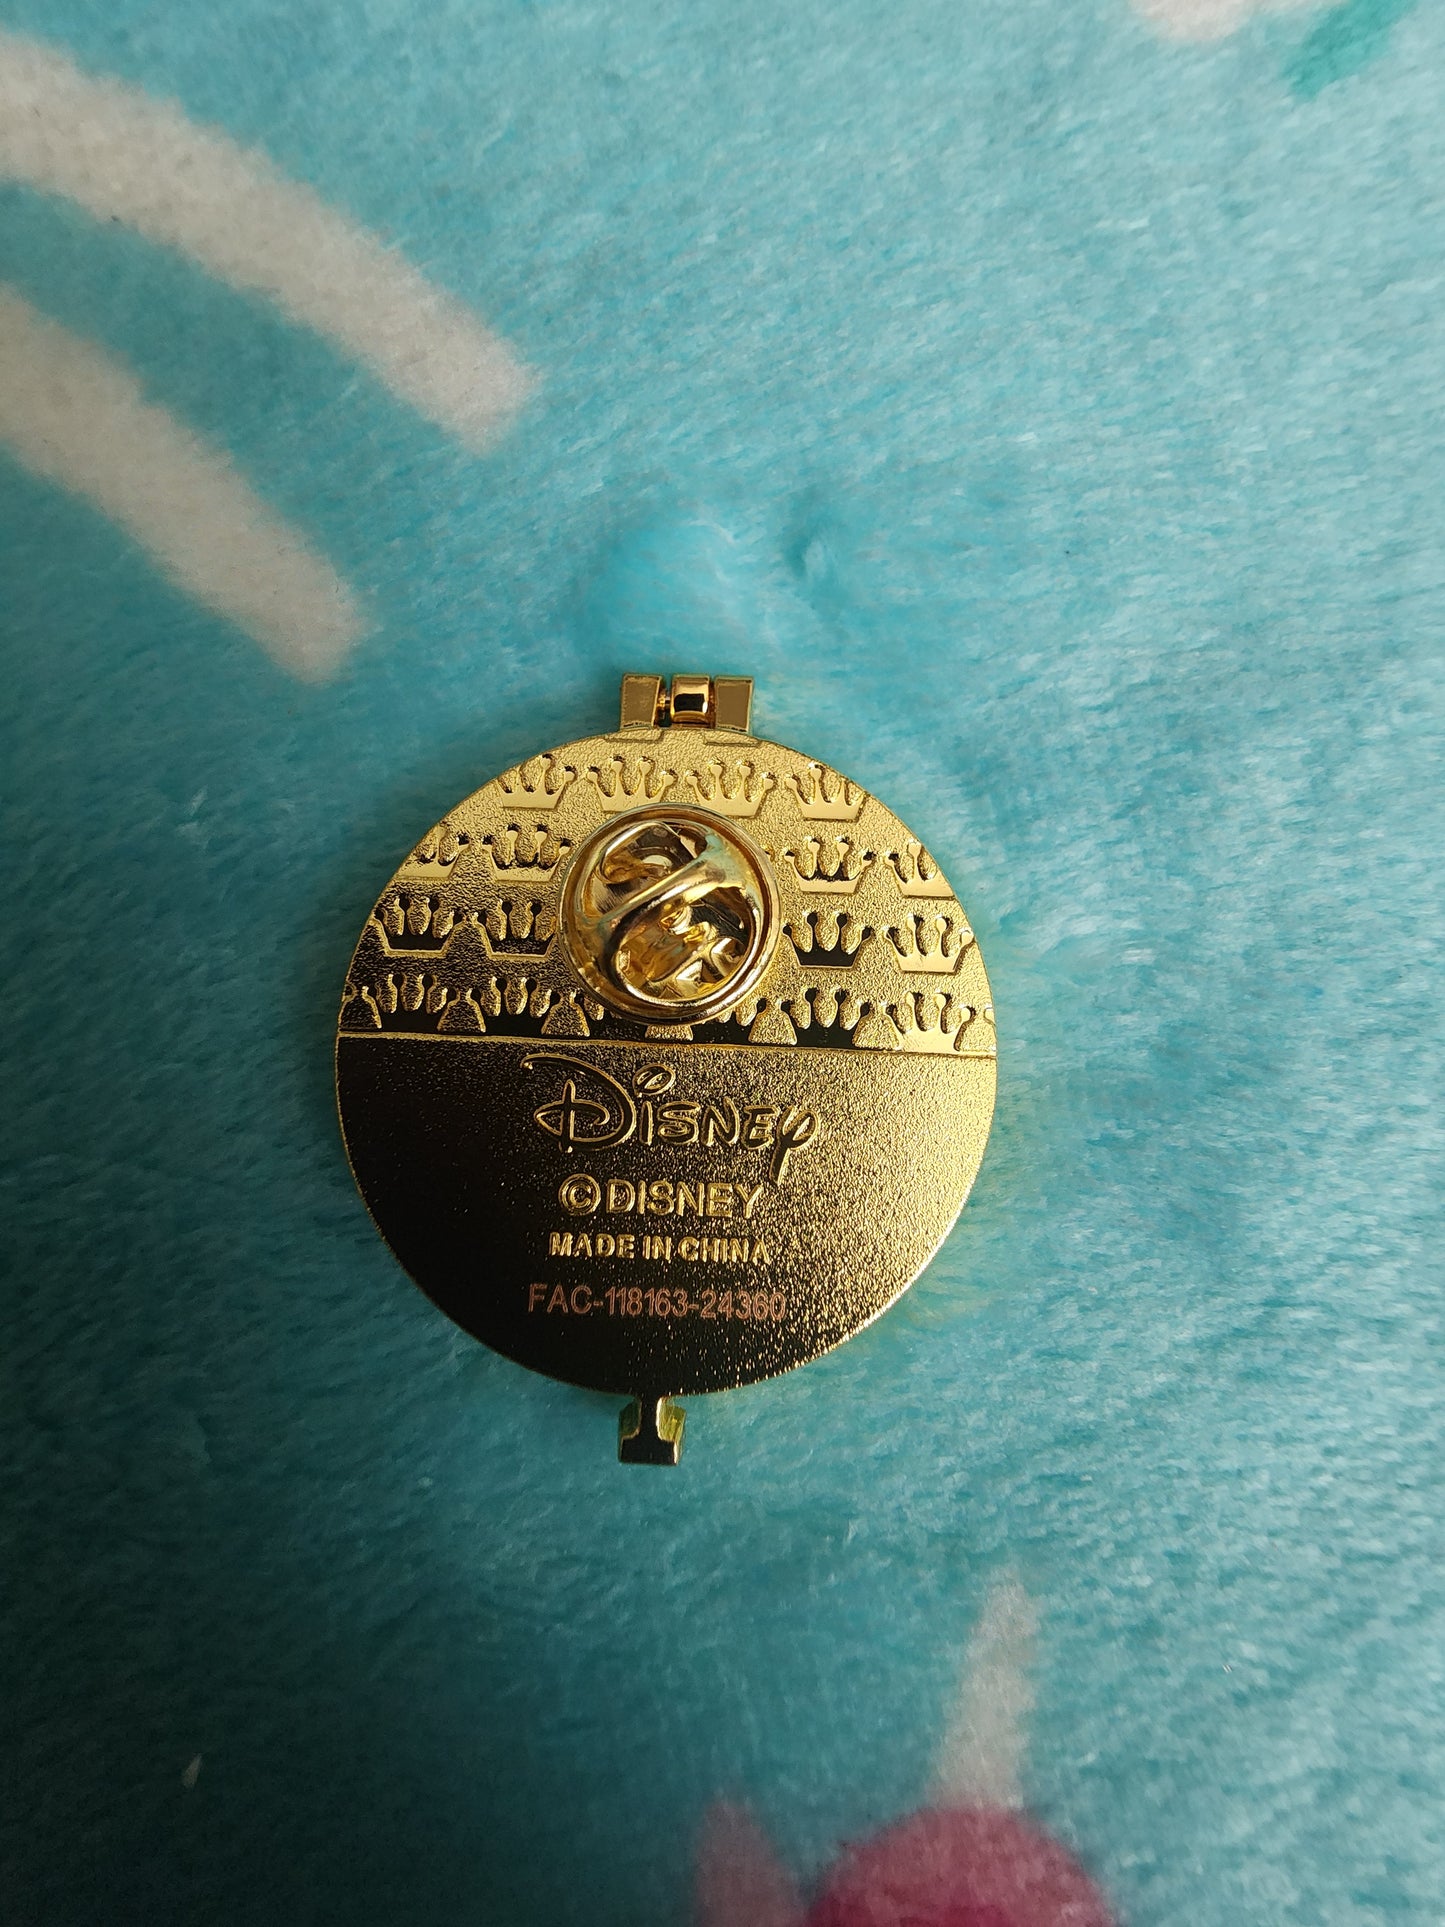 Disney
© DISNEY
MADE IN CHINA
FAC-118163-24360